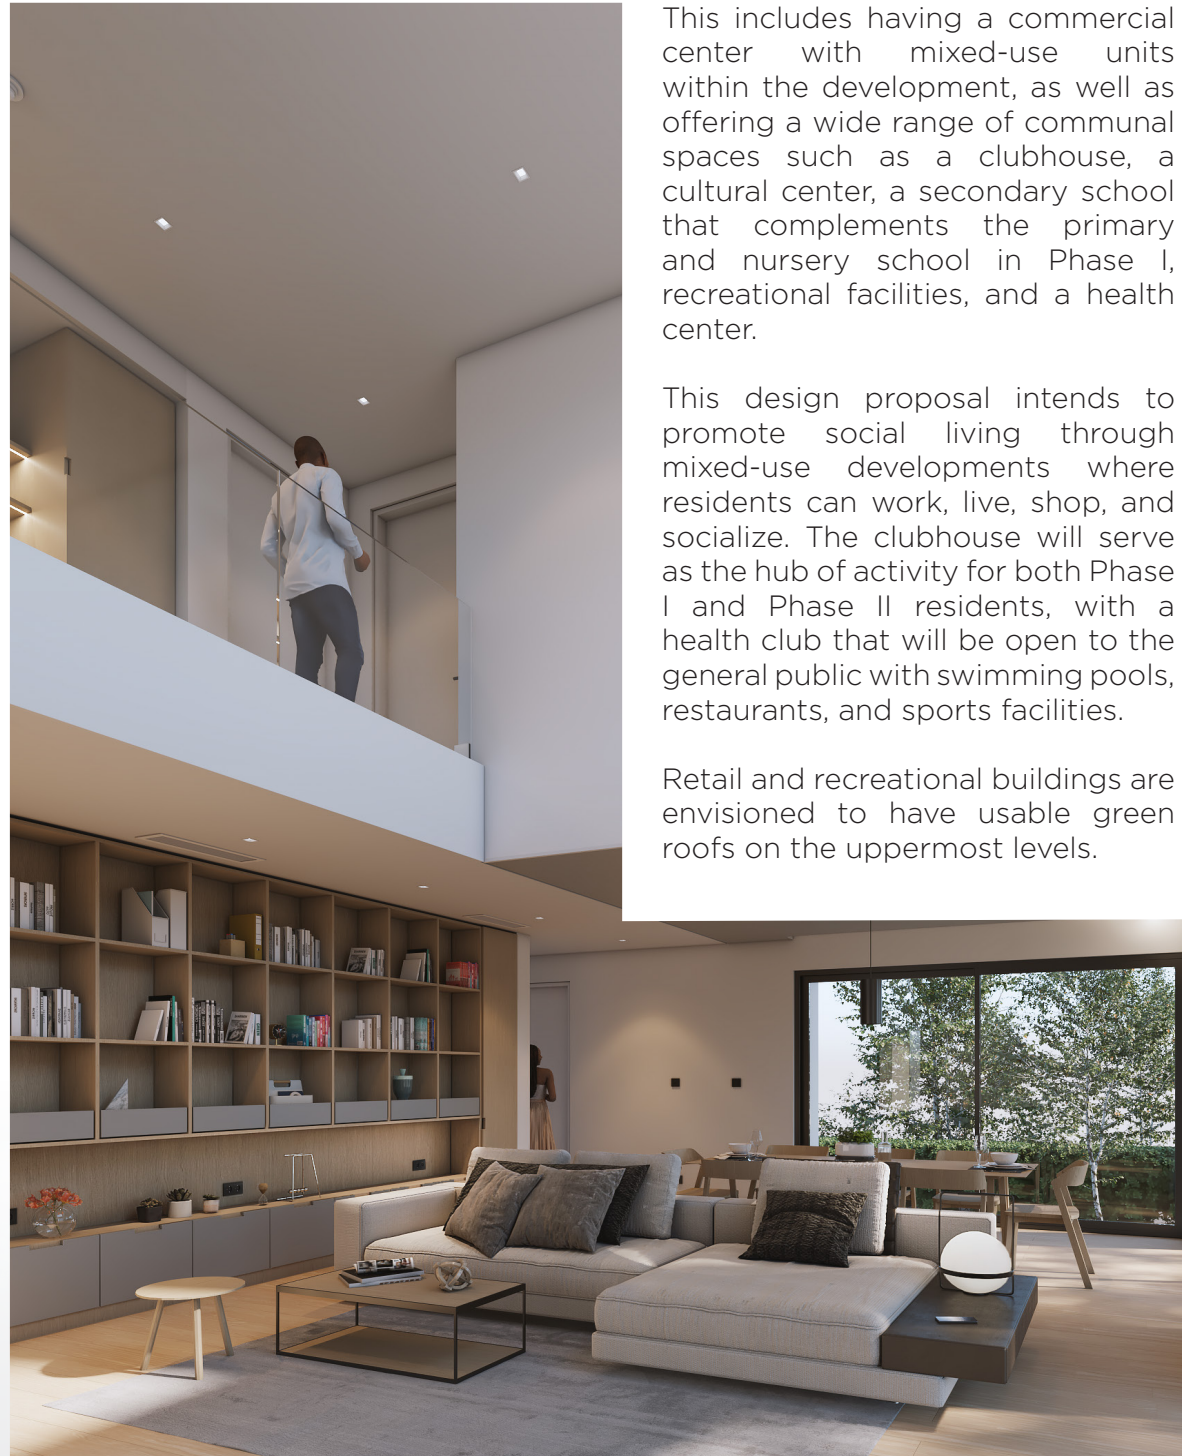 This includes having a commercial
center with mixed-use units
within the development, as well as
offering a wide range of communal
spaces such as a clubhouse, a
cultural center, a secondary school
that complements the primary
and nursery school in Phase I,
recreational facilities, and a health
center.
This design proposal intends to
promote social living through
mixed-use developments where
residents can work, live, shop, and
socialize. The clubhouse will serve
as the hub of activity for both Phase
I and Phase II residents, with a
health club that will be open to the
general public with swimming pools,
restaurants, and sports facilities.
Retail and recreational buildings are
envisioned to have usable green
roofs on the uppermost levels.